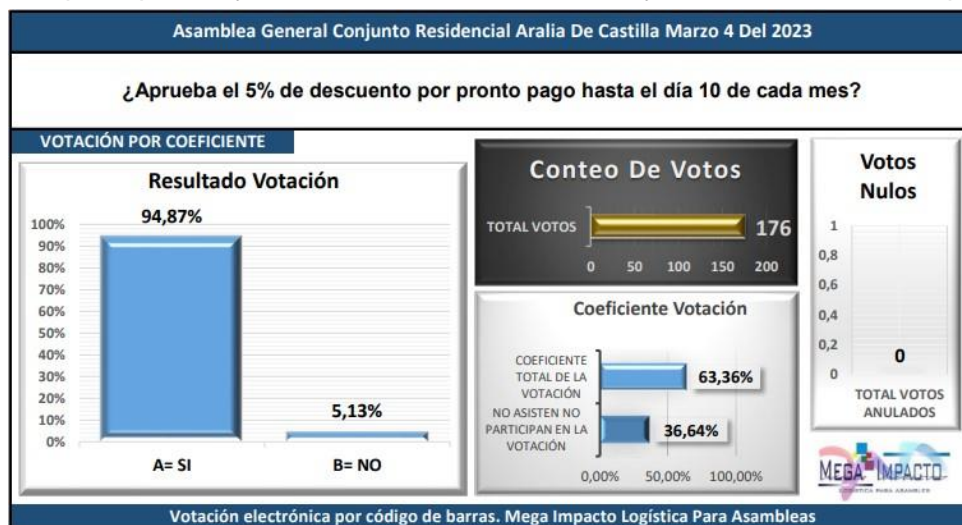 Asamblea General Conjunto Residencial Aralia De Castilla Marzo 4 Del 2023
¿Aprueba el 5% de descuento por pronto pago hasta el día 10 de cada mes?
VOTACIÓN POR COEFICIENTE
Resultado Votación
94,87%
100%
90%
80%
70%
60%
50%
40%
30%
20%
10%
0%
5,13%
A= SI
B= NO
Conteo De Votos
TOTAL VOTOS
176
0 50 100 150 200
Coeficiente Votación
COEFICIENTE
TOTAL DE LA
VOTACIÓN
63,36%
NO ASISTEN NO
PARTICIPAN EN LA
VOTACIÓN
36,64%
0,00% 50,00% 100,00%
Votos
Nulos
1
0,8
0,6
0,4
0,2
0
0
TOTAL VOTOS
ANULADOS
MEGA IMPACTO
LOGISTICA PARA ASAMBLEAS
Votación electrónica por código de barras. Mega Impacto Logística Para Asambleas